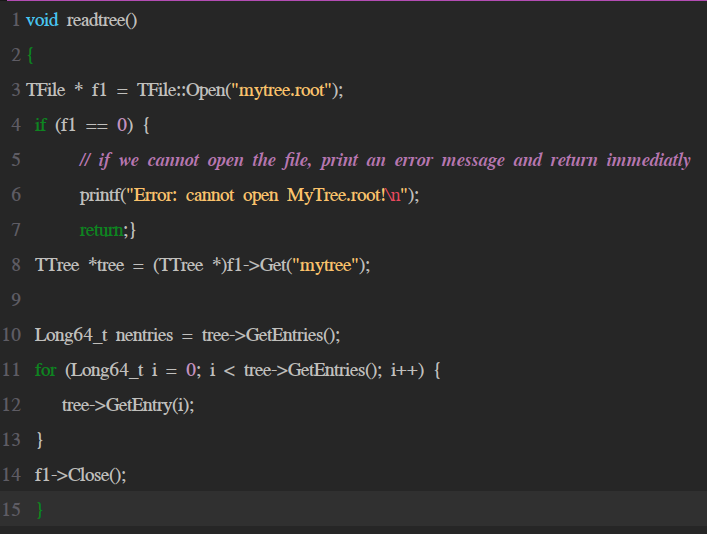 1 void readtree()
2 {
3 TFile * f1 = TFile::Open("mytree.root");
4 if (f1 == 0) {
5 // if we cannot open the file, print an error message and return immediatly
6 printf("Error: cannot open MyTree.root!\n");
7 return;}
8 TTree *tree = (TTree *)f1->Get("mytree");
9
10 Long64_t nentries = tree->GetEntries();
11 for (Long64_t i = 0; i < tree->GetEntries(); i++) {
12 tree->GetEntry(i);
13 }
14 f1->Close();
15 }